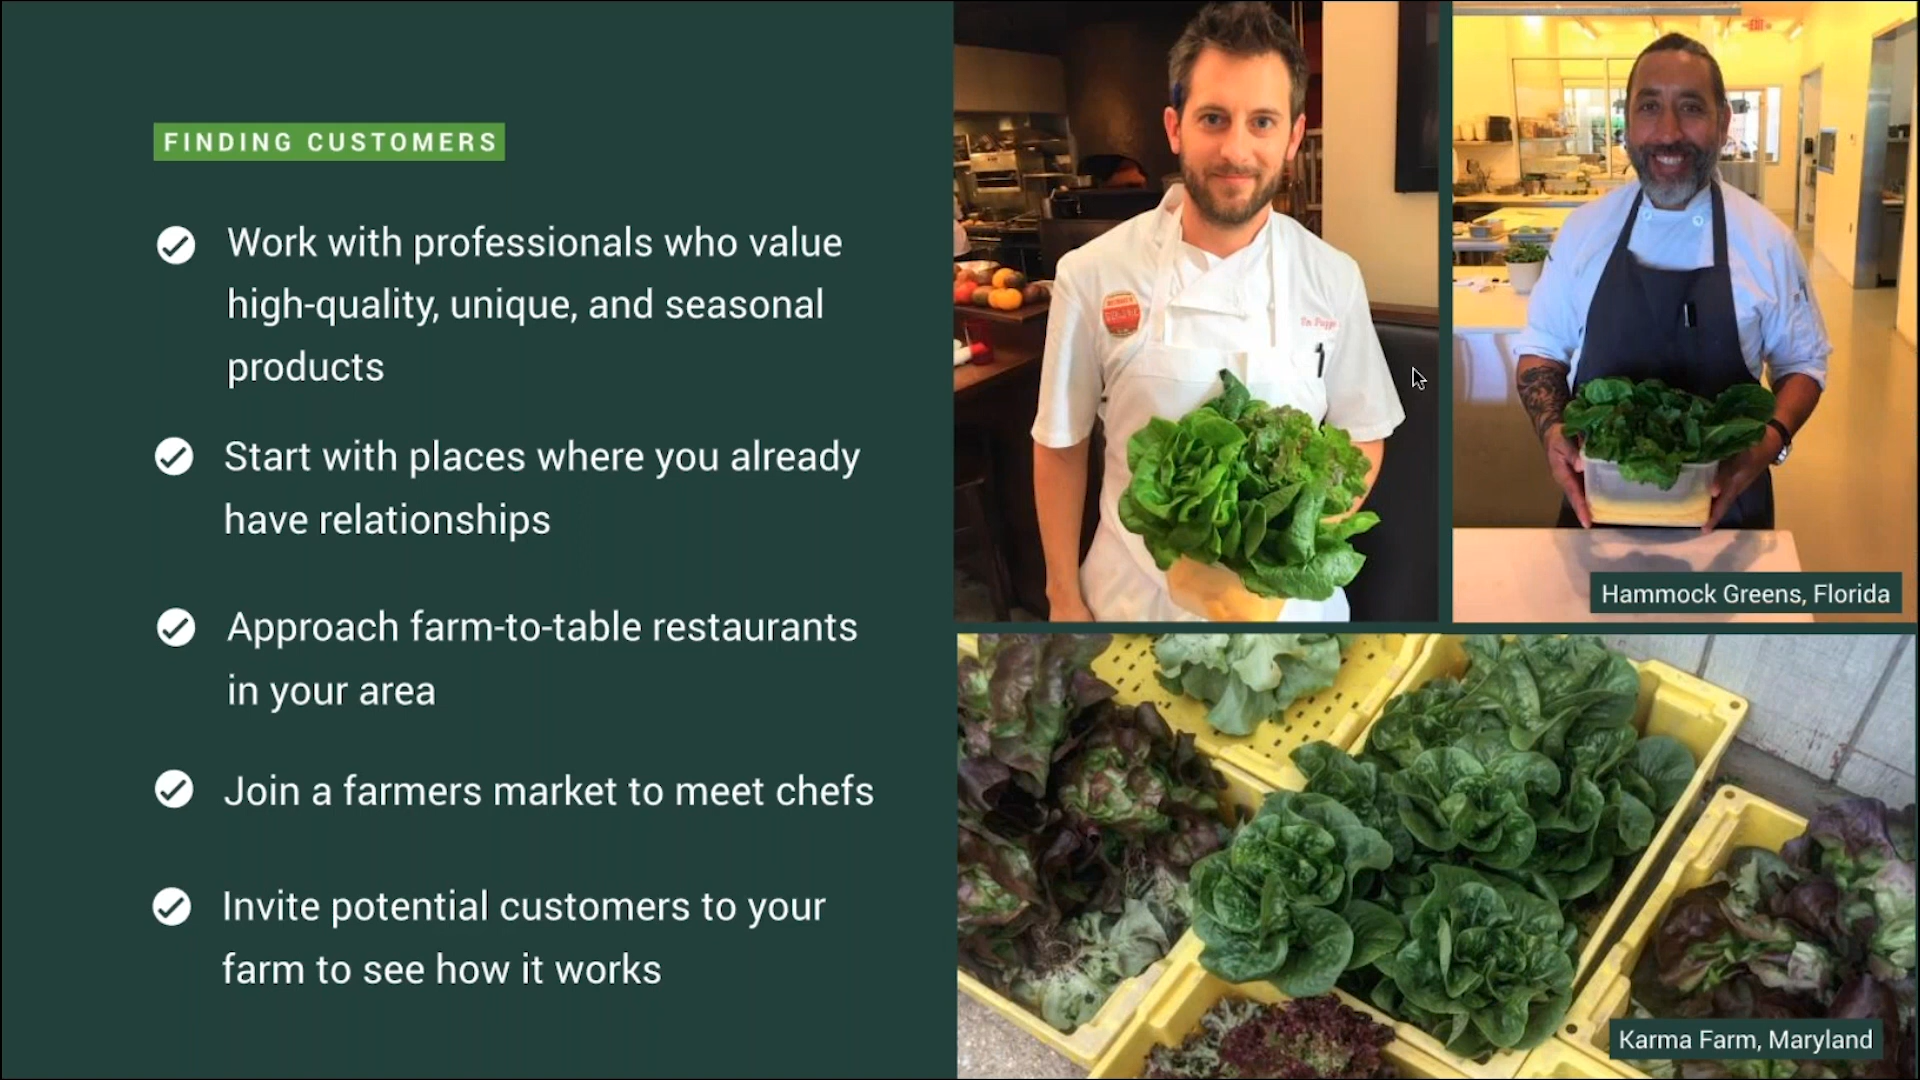 FINDING CUSTOMERS
Work with professionals who value
high-quality, unique, and seasonal
products
Start with places where you already
have relationships
Approach farm-to-table restaurants
in your area
Join a farmers market to meet chefs
Invite potential customers to your
farm to see how it works
EXIT
Hammock Greens, Florida
Karma Farm, Maryland